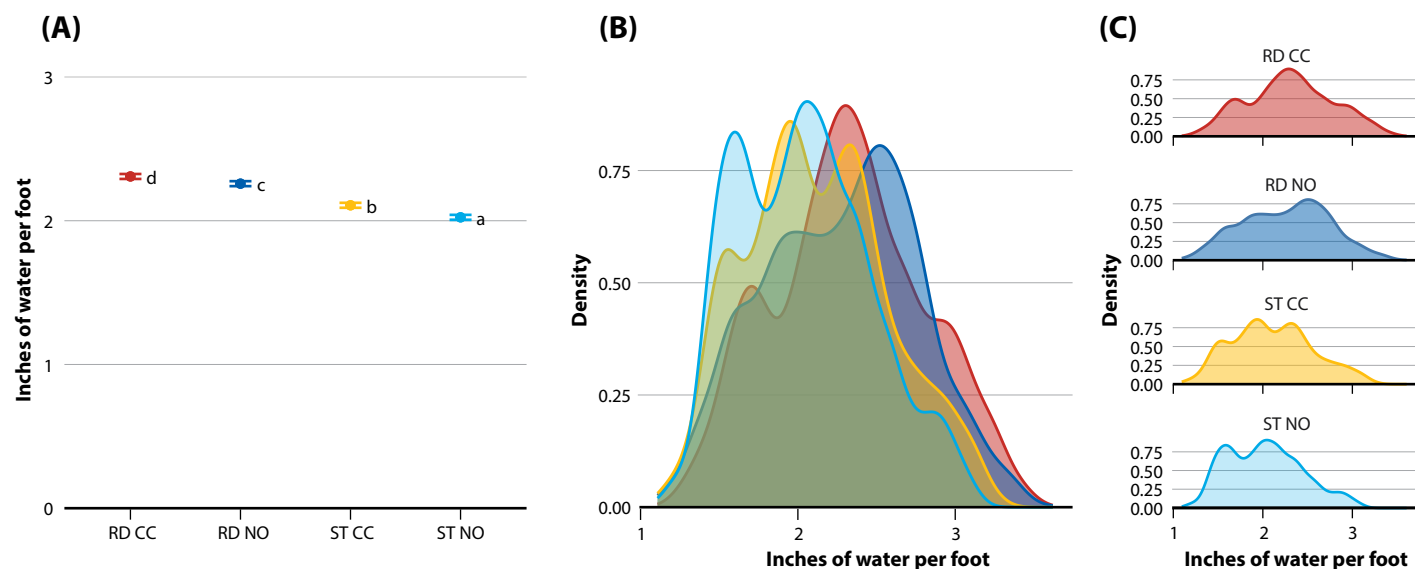 (A)
Inches of water per foot
3
2
1
0
d
c
b
a
RD CC
RD NO
ST CC
ST NO
(B)
Density
0.75
0.50
0.25
0.00
1
2
3
Inches of water per foot
(C)
Density
RD CC
0.75
0.50
0.25
0.00
RD NO
0.75
0.50
0.25
0.00
ST CC
0.75
0.50
0.25
0.00
ST NO
0.75
0.50
0.25
0.00
1
2
3
Inches of water per foot